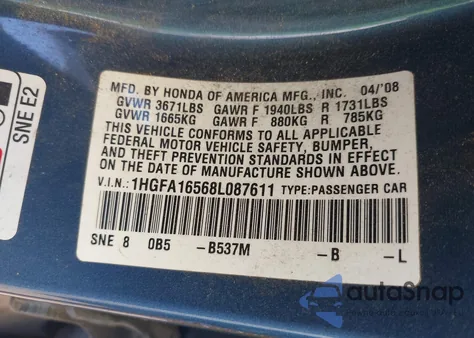 SNE E2
MFD. BY HONDA OF AMERICA MFG., INC. 04/'08
GVWR 3671LBS GAWR F 1940LBS R 1731LBS
GVWR 1665KG GAWR F 880KG R 785KG
THIS VEHICLE CONFORMS TO ALL APPLICABLE
FEDERAL MOTOR VEHICLE SAFETY, BUMPER,
AND THEFT PREVENTION STANDARDS IN EFFECT
ON THE DATE OF MANUFACTURE SHOWN ABOVE.
V.I.N.: 1HGFA16568L087611 TYPE:PASSENGER CAR
SNE 8 0B5 -B537M -B -L
autoSnap